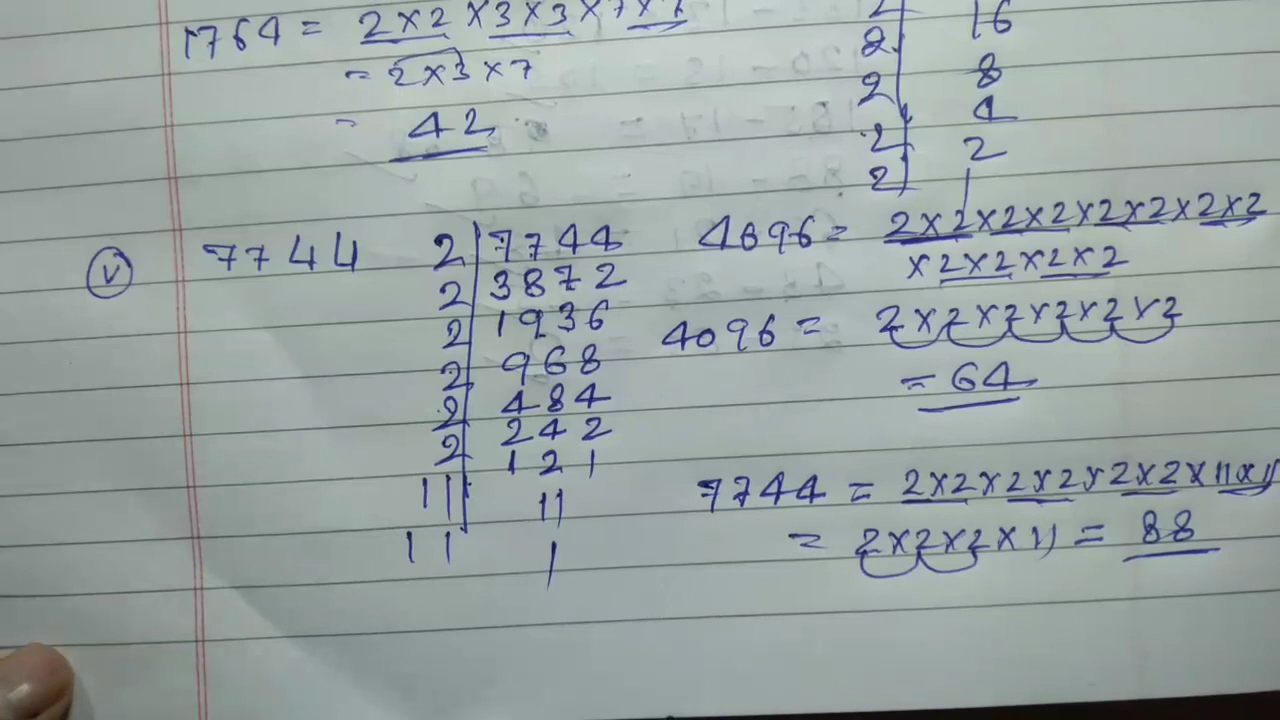 1764 = 2×2×3×3×7×7
= 2×3×7
= 42
2
2 | 16
2 | 8
2 | 4
2 | 2
2 | 1
4096 = 2×2×2×2×2×2×2×2
×2×2×2×2
4096 = 2×2×2×2×2×2
= 64
(v) 7744
2 | 7744
2 | 3872
2 | 1936
2 | 968
2 | 484
2 | 242
11 | 121
11 | 11
1
7744 = 2×2×2×2×2×2×11×11
= 2×2×2×11 = 88